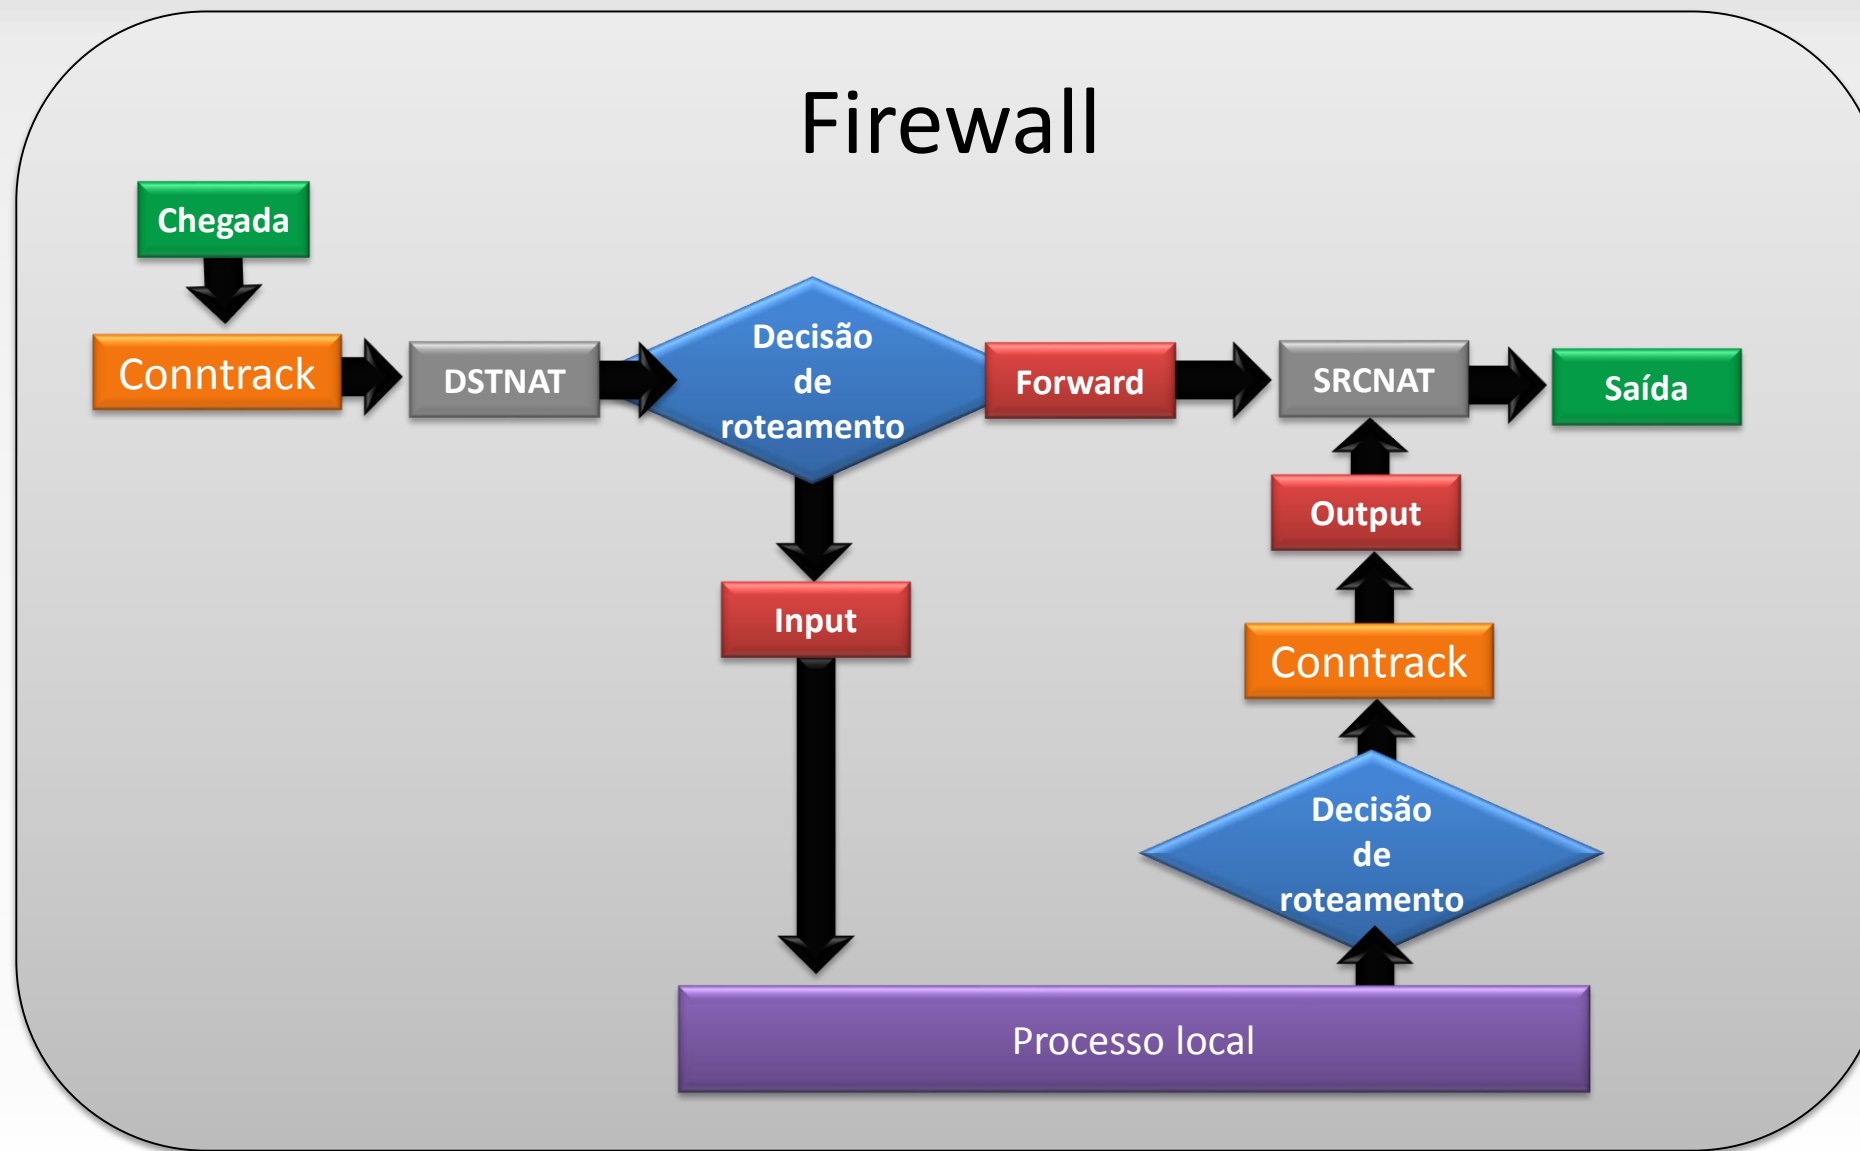 Firewall
Chegada
Conntrack
DSTNAT
Decisão
de
roteamento
Forward
SRCNAT
Saída
Output
Input
Conntrack
Decisão
de
roteamento
Processo local